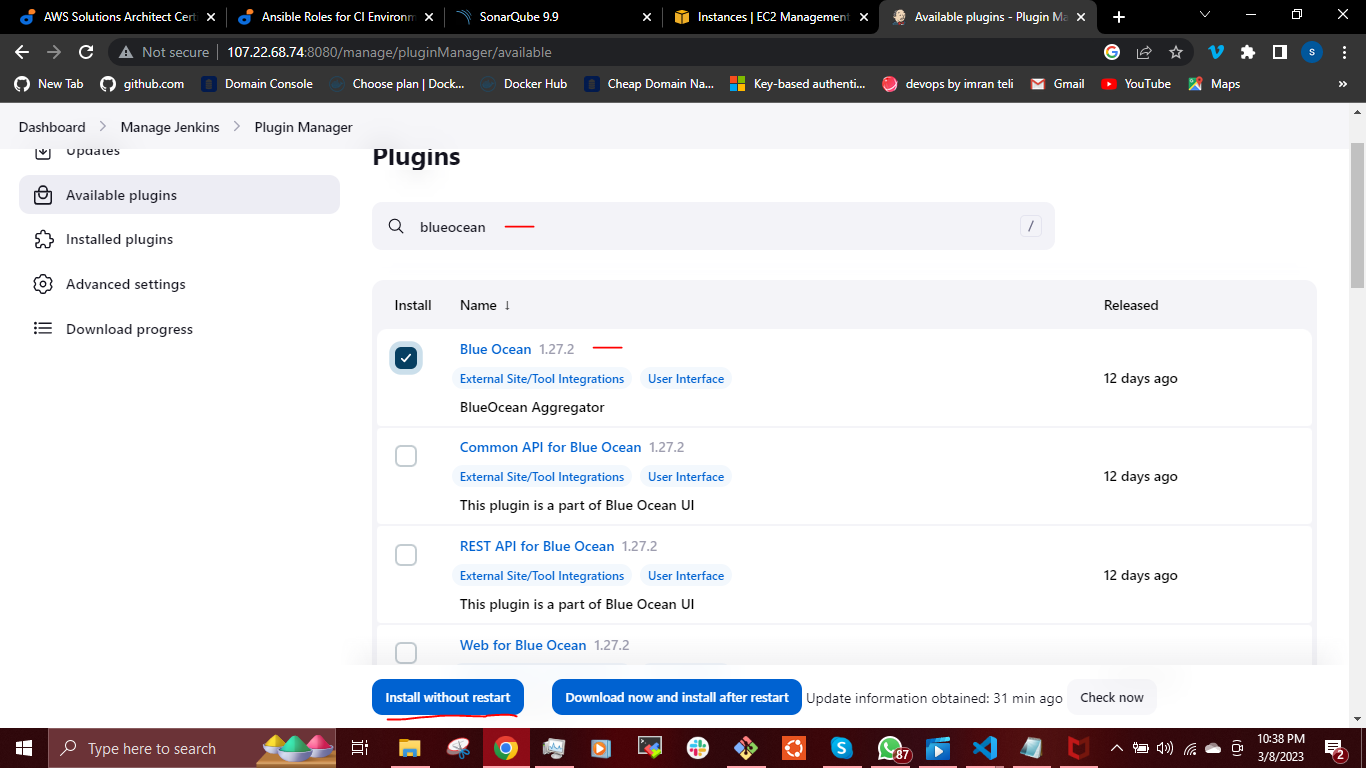 AWS Solutions Architect Cert
Ansible Roles for CI Environm
SonarQube 9.9
Instances | EC2 Management
Available plugins - Plugin Ma
Not secure
107.22.68.74:8080/manage/pluginManager/available
S
New Tab
github.com
Domain Console
Choose plan | Dock...
Docker Hub
Cheap Domain Na...
Key-based authenti...
devops by imran teli
Gmail
YouTube
Maps
»
Dashboard
Manage Jenkins
Plugin Manager
Updates
Available plugins
Installed plugins
Advanced settings
Download progress
Plugins
blueocean
/
Install Name ↓ Released
Blue Ocean 1.27.2
External Site/Tool Integrations User Interface
12 days ago
BlueOcean Aggregator
Common API for Blue Ocean 1.27.2
External Site/Tool Integrations User Interface
12 days ago
This plugin is a part of Blue Ocean UI
REST API for Blue Ocean 1.27.2
External Site/Tool Integrations User Interface
12 days ago
This plugin is a part of Blue Ocean UI
Web for Blue Ocean 1.27.2
Install without restart
Download now and install after restart
Update information obtained: 31 min ago
Check now
Type here to search
87
10:38 PM
3/8/2023
2